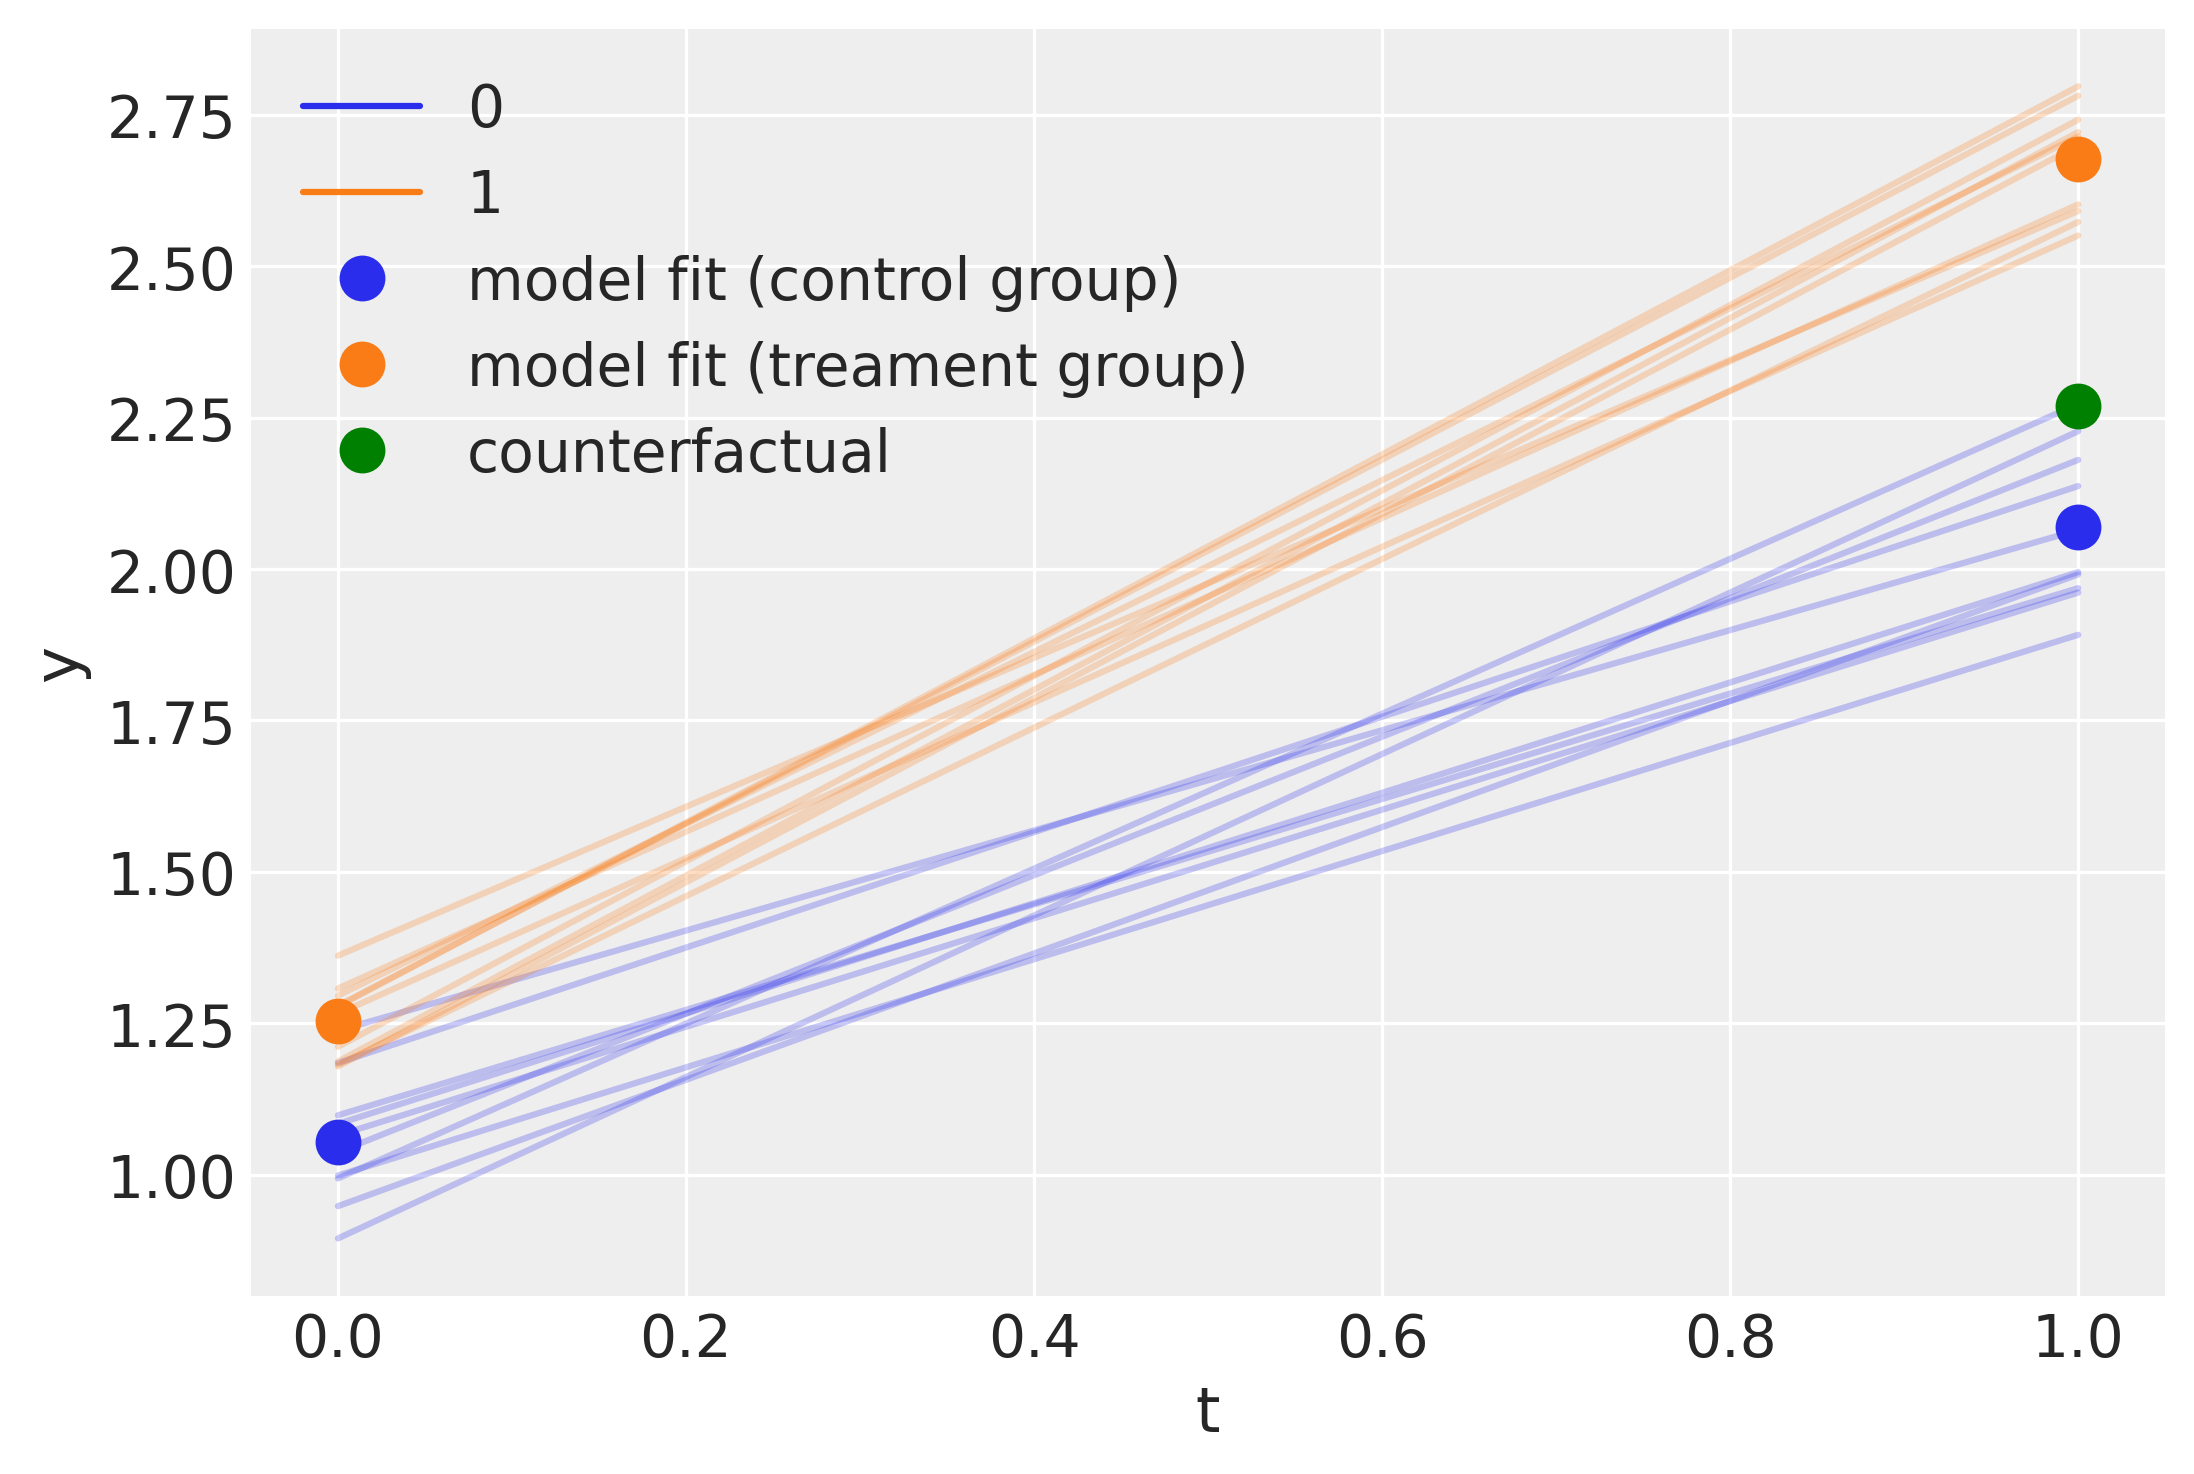 0
1
model fit (control group)
model fit (treament group)
counterfactual
2.75
2.50
2.25
2.00
1.75
1.50
1.25
1.00
y
0.0 0.2 0.4 0.6 0.8 1.0
t